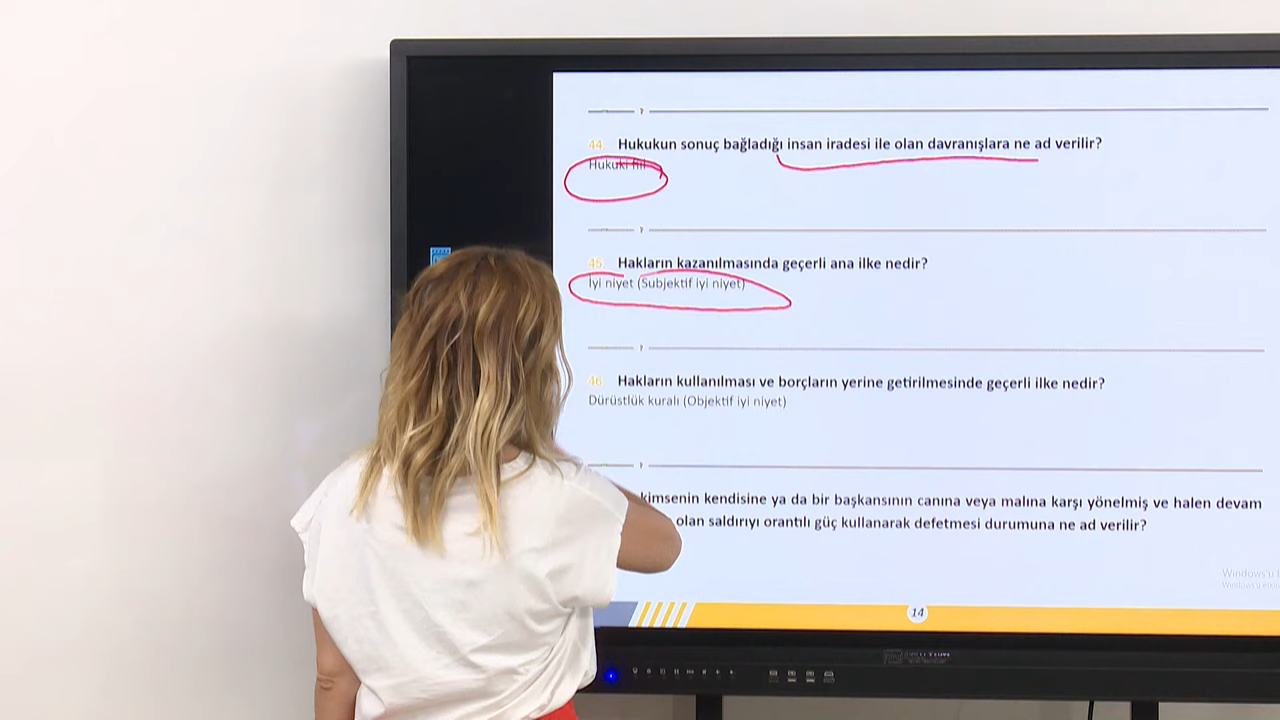 44. Hukukun sonuç bağladığı insan iradesi ile olan davranışlara ne ad verilir?
Hukuki fiil
45. Hakların kazanılmasında geçerli ana ilke nedir?
İyi niyet (Subjektif iyi niyet)
46. Hakların kullanılması ve borçların yerine getirilmesinde geçerli ilke nedir?
Dürüstlük kuralı (Objektif iyi niyet)
kimsenin kendisine ya da bir başkansının canına veya malına karşı yönelmiş ve halen devam
olan saldırıyı orantılı güç kullanarak defetmesi durumuna ne ad verilir?
Windows'u
14